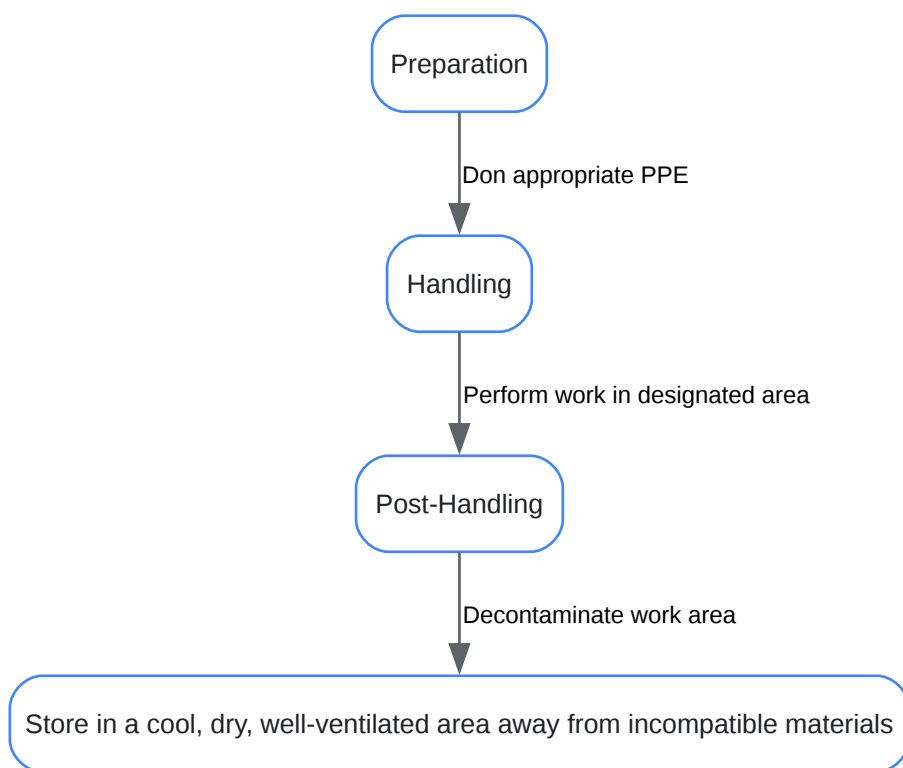 Preparation
Don appropriate PPE
Handling
Perform work in designated area
Post-Handling
Decontaminate work area
Store in a cool, dry, well-ventilated area away from incompatible materials